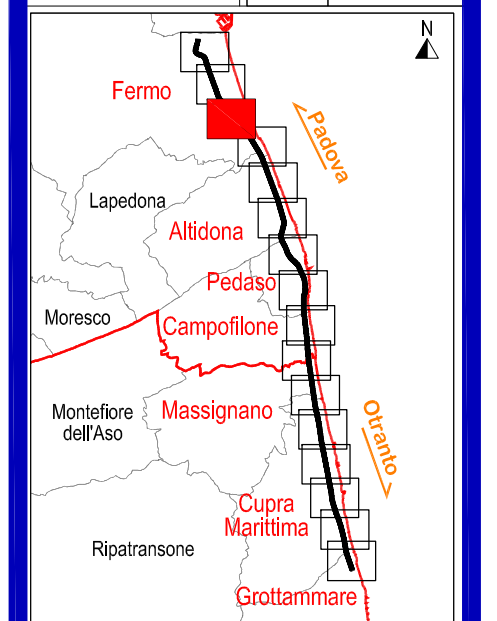 N
Fermo
Padova
Lapedona
Altidona
Pedaso
Moresco
Campofilone
Montefiore
dell'Aso
Massignano
Otranto
Cupra
Marittima
Ripatransone
Grottammare